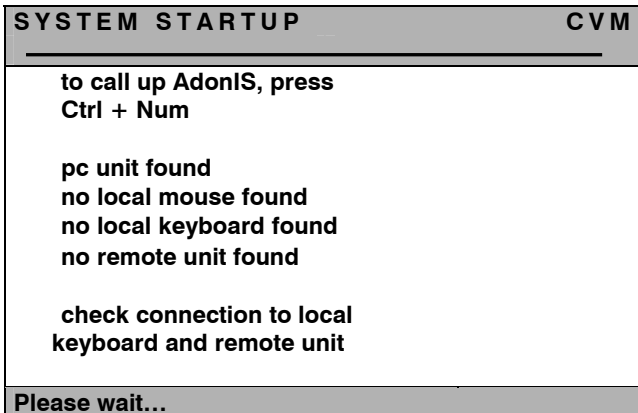 SYSTEM STARTUP CVM
to call up AdonIS, press
Ctrl + Num
pc unit found
no local mouse found
no local keyboard found
no remote unit found
check connection to local
keyboard and remote unit
Please wait...